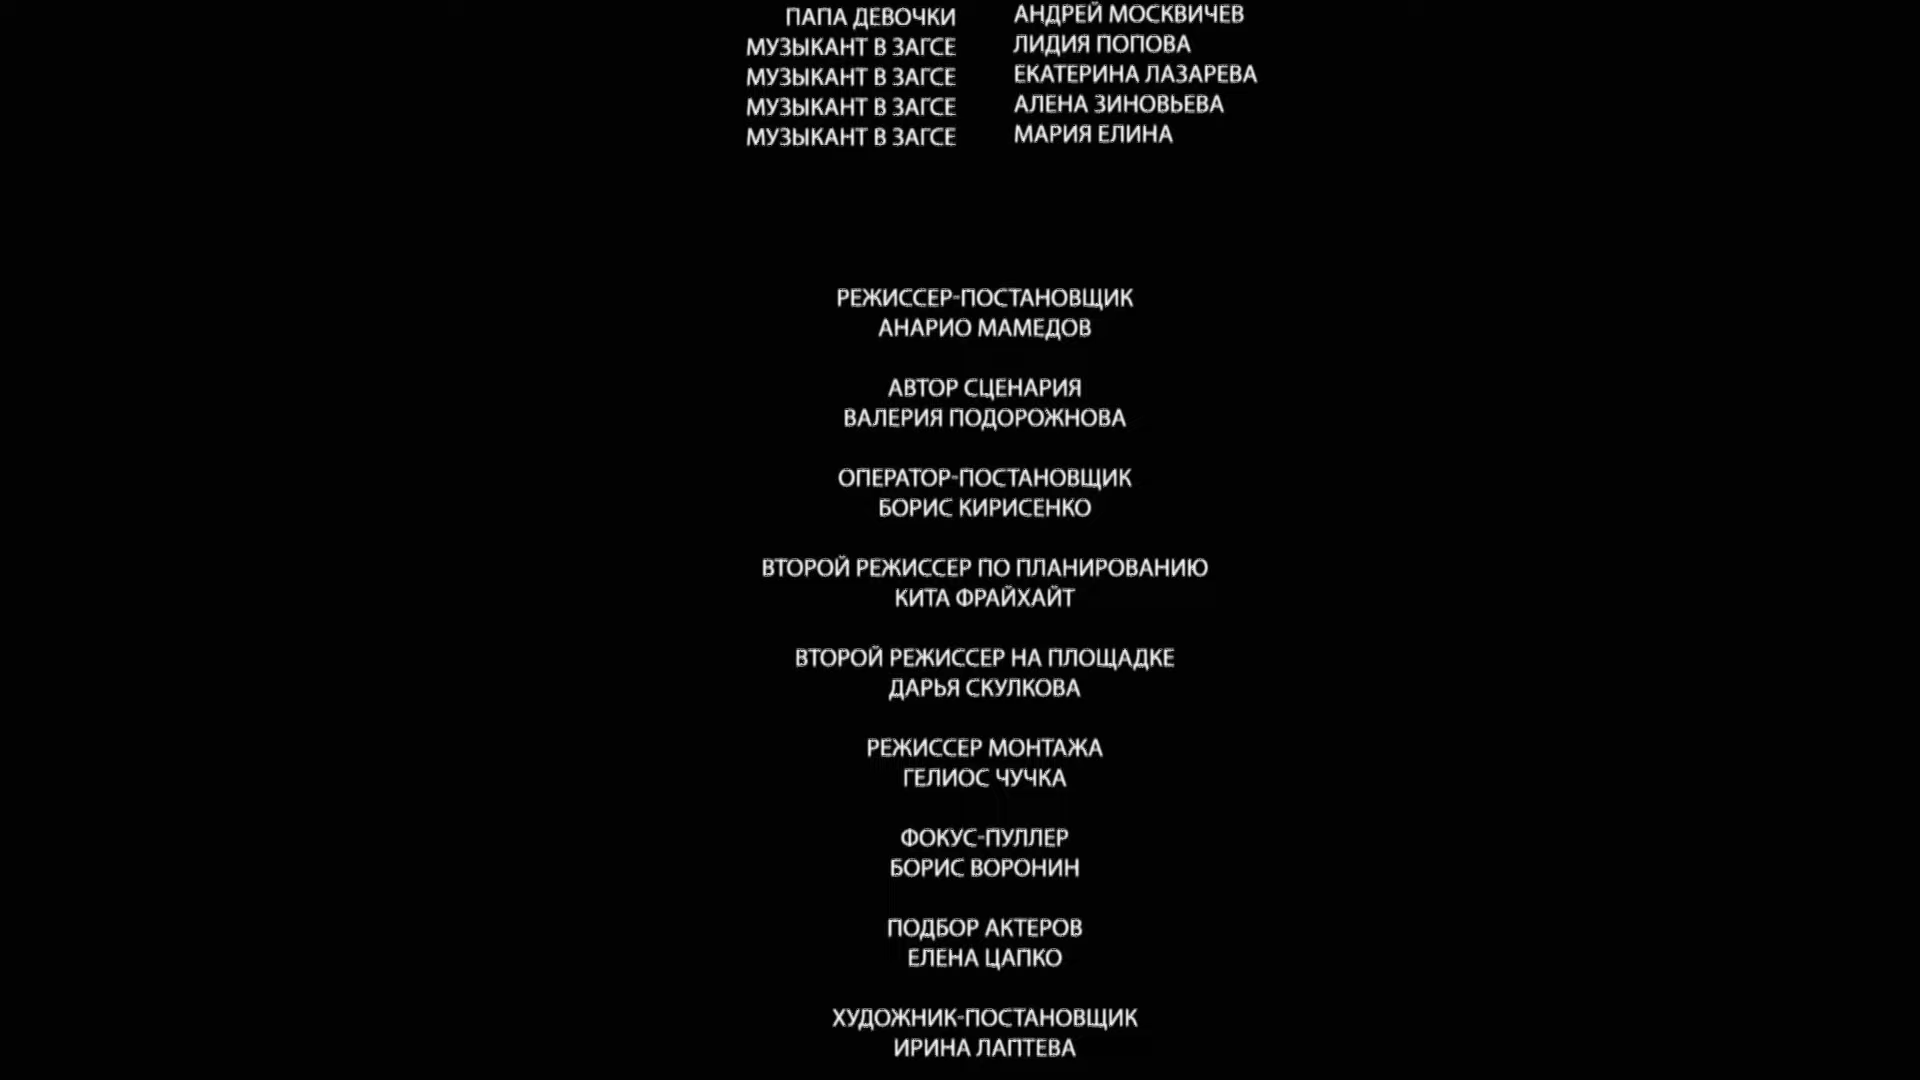 ПАПА ДЕВОЧКИ АНДРЕЙ МОСКВИЧЕВ
МУЗЫКАНТ В ЗАГСЕ ЛИДИЯ ПОПОВА
МУЗЫКАНТ В ЗАГСЕ ЕКАТЕРИНА ЛАЗАРЕВА
МУЗЫКАНТ В ЗАГСЕ АЛЕНА ЗИНОВЬЕВА
МУЗЫКАНТ В ЗАГСЕ МАРИЯ ЕЛИНА
РЕЖИССЕР-ПОСТАНОВЩИК
АНАРИО МАМЕДОВ
АВТОР СЦЕНАРИЯ
ВАЛЕРИЯ ПОДОРОЖНОВА
ОПЕРАТОР-ПОСТАНОВЩИК
БОРИС КИРИСЕНКО
ВТОРОЙ РЕЖИССЕР ПО ПЛАНИРОВАНИЮ
КИТА ФРАЙХАЙТ
ВТОРОЙ РЕЖИССЕР НА ПЛОЩАДКЕ
ДАРЬЯ СКУЛКОВА
РЕЖИССЕР МОНТАЖА
ГЕЛИОС ЧУЧКА
ФОКУС-ПУЛЛЕР
БОРИС ВОРОНИН
ПОДБОР АКТЕРОВ
ЕЛЕНА ЦАПКО
ХУДОЖНИК-ПОСТАНОВЩИК
ИРИНА ЛАПТЕВА